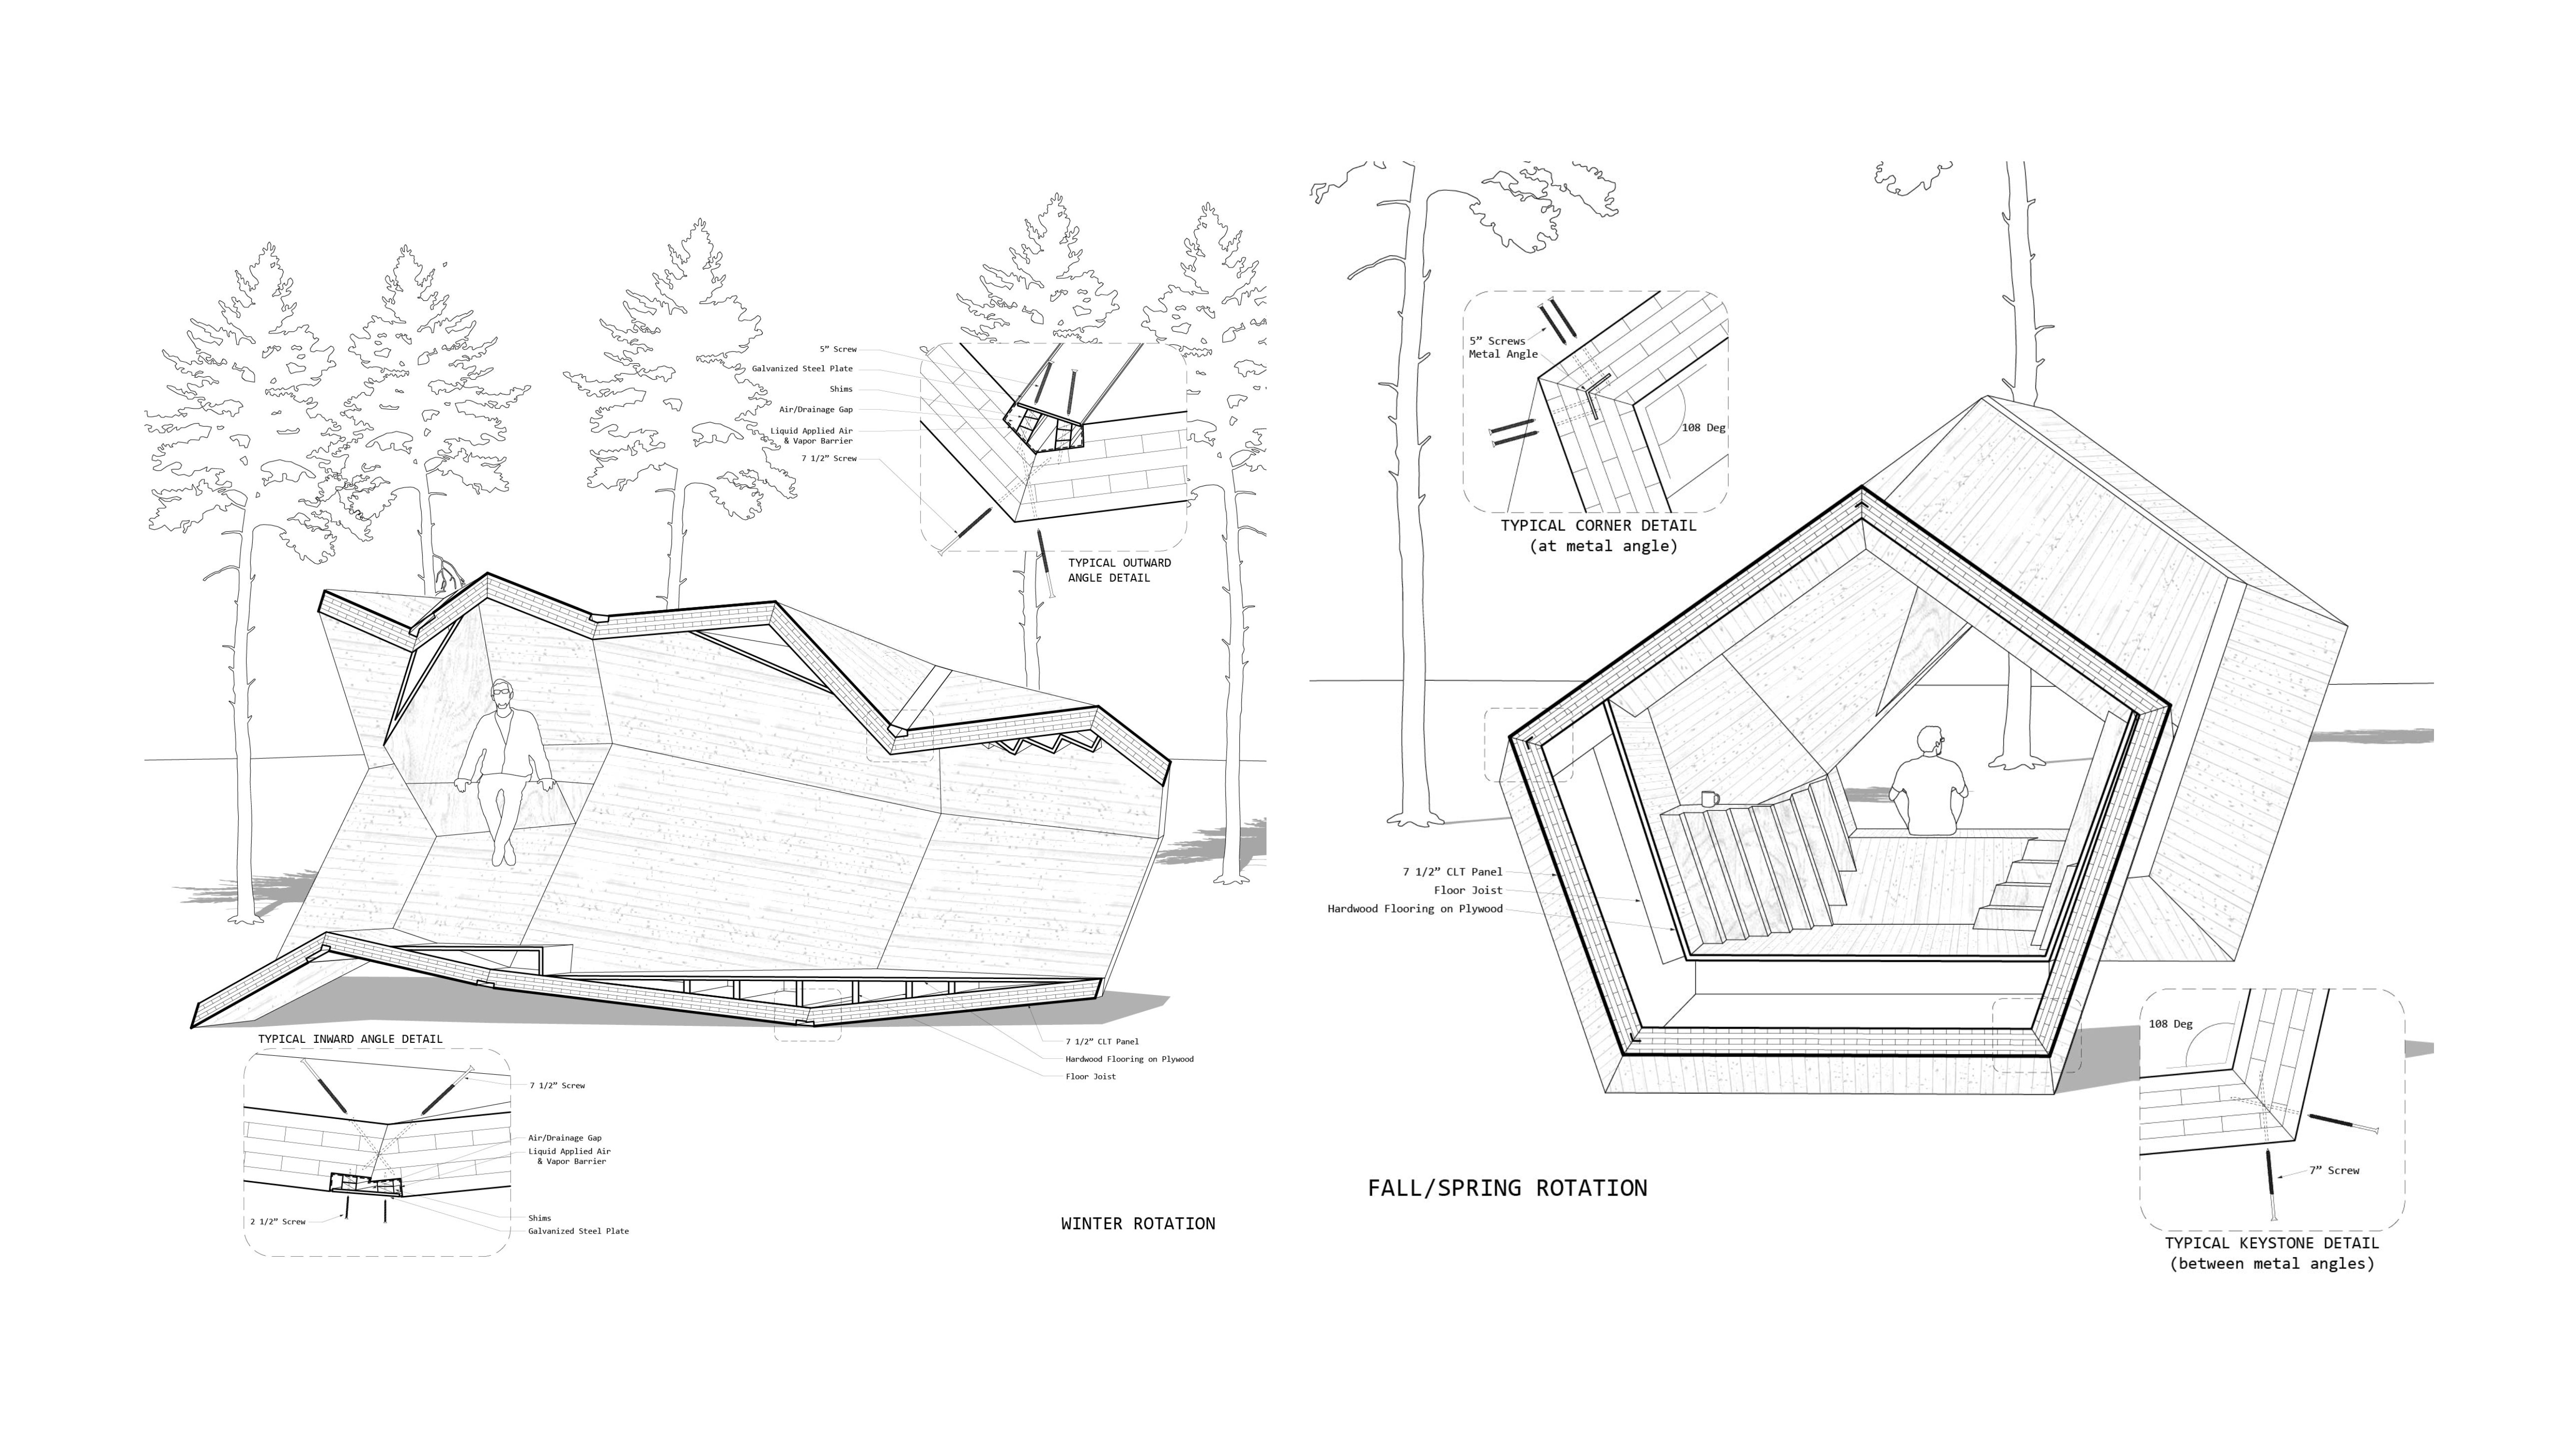 5” Screw
Galvanized Steel Plate
Shims
Air/Drainage Gap
Liquid Applied Air
& Vapor Barrier
7 1/2” Screw
TYPICAL OUTWARD
ANGLE DETAIL
TYPICAL INWARD ANGLE DETAIL
7 1/2” Screw
Air/Drainage Gap
Liquid Applied Air
& Vapor Barrier
2 1/2” Screw
Shims
Galvanized Steel Plate
7 1/2” CLT Panel
Hardwood Flooring on Plywood
Floor Joist
WINTER ROTATION
5” Screws
Metal Angle
108 Deg
TYPICAL CORNER DETAIL
(at metal angle)
7 1/2” CLT Panel
Floor Joist
Hardwood Flooring on Plywood
108 Deg
7” Screw
TYPICAL KEYSTONE DETAIL
(between metal angles)
FALL/SPRING ROTATION